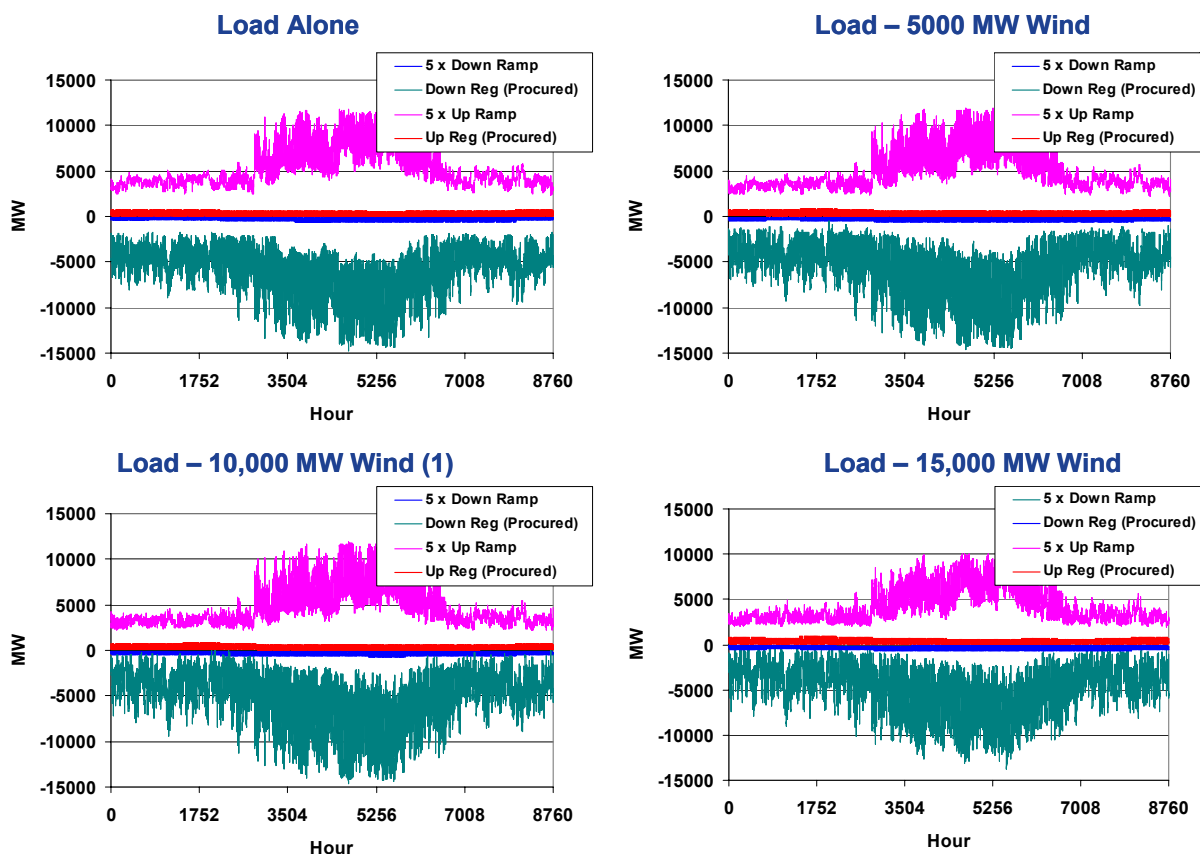 Load Alone
5 x Down Ramp
Down Reg (Procured)
5 x Up Ramp
Up Reg (Procured)
15000
10000
5000
0
-5000
-10000
-15000
MW
0 1752 3504 5256 7008 8760
Hour
Load – 5000 MW Wind
5 x Down Ramp
Down Reg (Procured)
5 x Up Ramp
Up Reg (Procured)
15000
10000
5000
0
-5000
-10000
-15000
MW
0 1752 3504 5256 7008 8760
Hour
Load – 10,000 MW Wind (1)
5 x Down Ramp
Down Reg (Procured)
5 x Up Ramp
Up Reg (Procured)
15000
10000
5000
0
-5000
-10000
-15000
MW
0 1752 3504 5256 7008 8760
Hour
Load – 15,000 MW Wind
5 x Down Ramp
Down Reg (Procured)
5 x Up Ramp
Up Reg (Procured)
15000
10000
5000
0
-5000
-10000
-15000
MW
0 1752 3504 5256 7008 8760
Hour